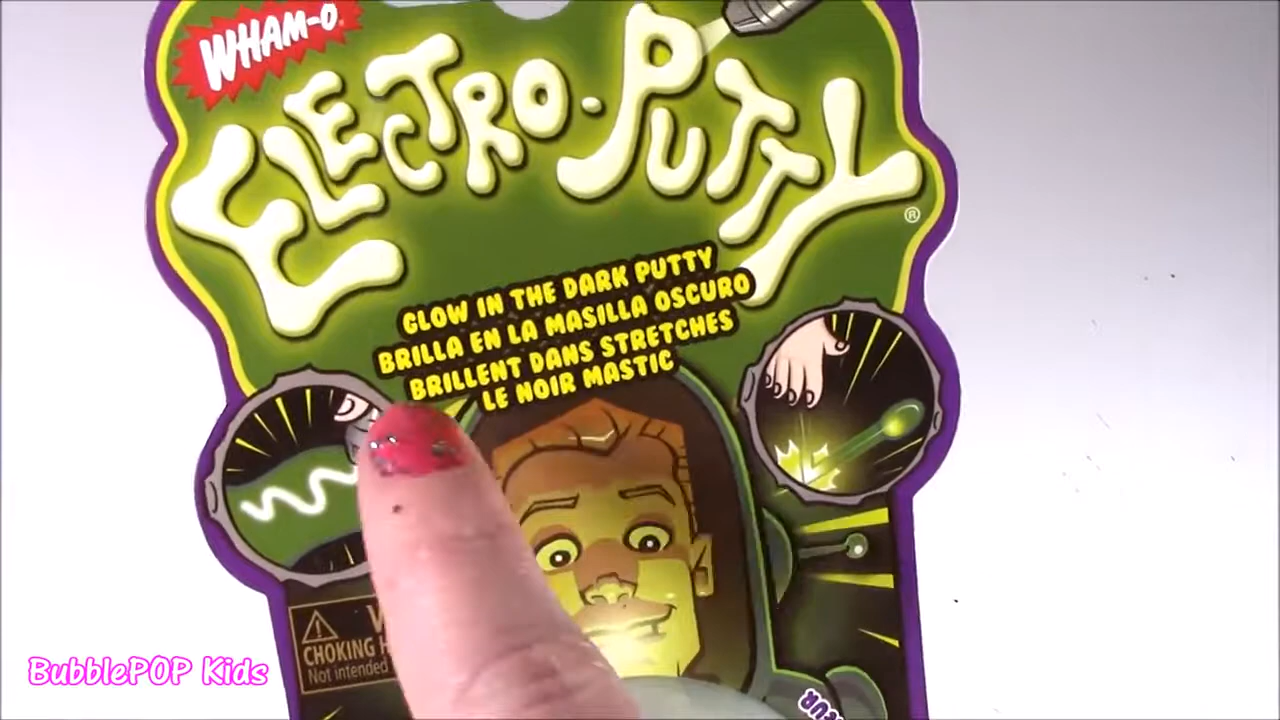 WHAM-O
ELECTRO-PUTTY®
GLOW IN THE DARK PUTTY
BRILLA EN LA MASILLA OSCURO
BRILLENT DANS STRETCHES
LE NOIR MASTIC
CHOKING
Not intended
BubblePOP Kids